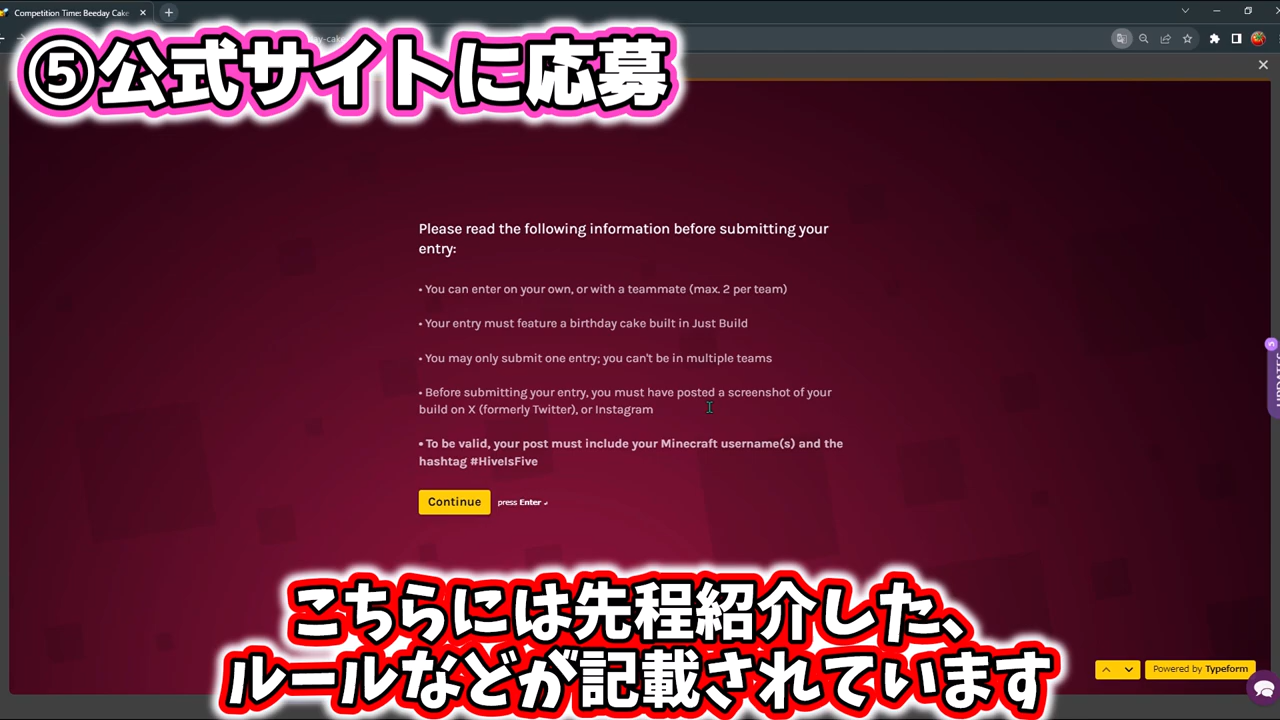 Competition Time: Beeday Cake
⑤公式サイトに応募
Please read the following information before submitting your
entry:
• You can enter on your own, or with a teammate (max. 2 per team)
• Your entry must feature a birthday cake built in Just Build
• You may only submit one entry; you can't be in multiple teams
• Before submitting your entry, you must have posted a screenshot of your
build on X (formerly Twitter), or Instagram
• To be valid, your post must include your Minecraft username(s) and the
hashtag #HiveIsFive
Continue press Enter
こちらには先程紹介した、
ルールなどが記載されています
Powered by Typeform